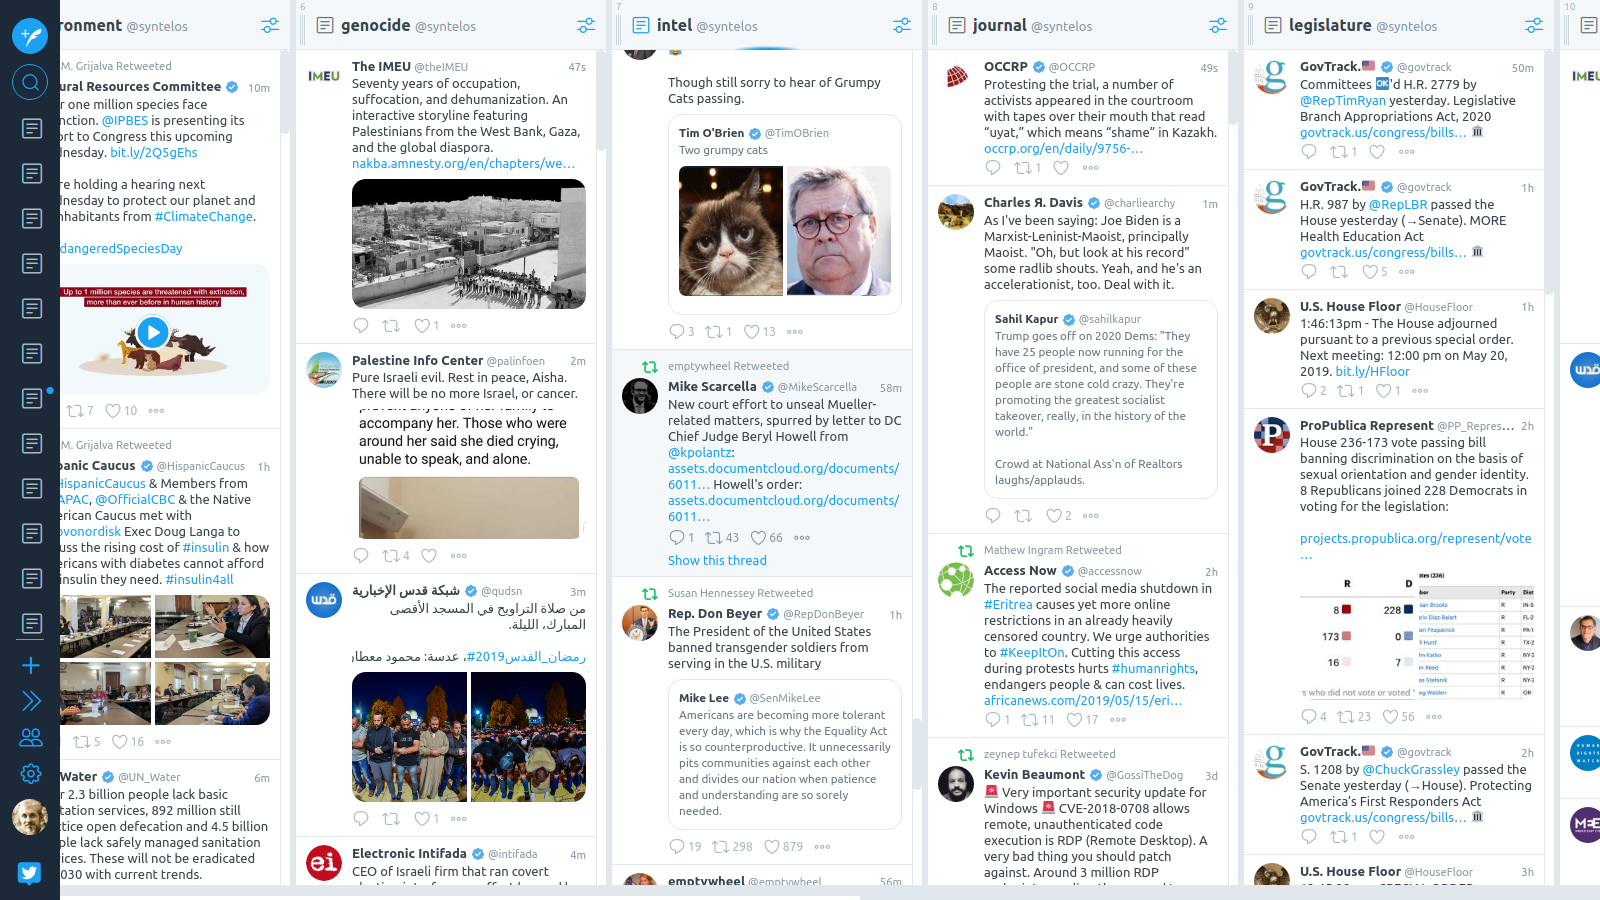 ronment @syntelos
M. Grijalva Retweeted
ural Resources Committee 10m
r one million species face
nction. @IPBES is presenting its
ort to Congress this upcoming
dnesday. bit.ly/2Q5gEhs
re holding a hearing next
dnesday to protect our planet and
nhabitants from #ClimateChange.
dangeredSpeciesDay
Up to 1 million species are threatened with extinction,
more than ever before in human history
7 10
M. Grijalva Retweeted
panic Caucus @HispanicCaucus 1h
HispanicCaucus & Members from
APAC, @OfficialCBC & the Native
erican Caucus met with
ovonordisk Exec Doug Langa to
uss the rising cost of #insulin & how
ericans with diabetes cannot afford
insulin they need. #insulin4all
5 16
Water @UN_Water 6m
r 2.3 billion people lack basic
tation services, 892 million still
tice open defecation and 4.5 billion
ple lack safely managed sanitation
ices. These will not be eradicated
030 with current trends.
6
genocide @syntelos
IMEU
The IMEU @theIMEU 47s
Seventy years of occupation,
suffocation, and dehumanization. An
interactive storyline featuring
Palestinians from the West Bank, Gaza,
and the global diaspora.
nakba.amnesty.org/en/chapters/we…
1
Palestine Info Center @palinfoen 2m
Pure Israeli evil. Rest in peace, Aisha.
There will be no more Israel, or cancer.
accompany her. Those who were
around her said she died crying,
unable to speak, and alone.
4
شبكة قدس الإخبارية @qudsn 3m
من صلاة التراويح في المسجد الأقصى
المبارك، الليلة.
#رمضان_القدس2019، عدسة: محمود معطان
1
ei
Electronic Intifada @intifada 4m
CEO of Israeli firm that ran covert
7
intel @syntelos
Though still sorry to hear of Grumpy
Cats passing.
Tim O'Brien @TimOBrien
Two grumpy cats
3 1 13
emptywheel Retweeted
Mike Scarcella @MikeScarcella 58m
New court effort to unseal Mueller-
related matters, spurred by letter to DC
Chief Judge Beryl Howell from
@kpolantz:
assets.documentcloud.org/documents/
6011… Howell's order:
assets.documentcloud.org/documents/
6011…
1 43 66
Show this thread
Susan Hennessey Retweeted
Rep. Don Beyer @RepDonBeyer 1h
The President of the United States
banned transgender soldiers from
serving in the U.S. military
Mike Lee @SenMikeLee
Americans are becoming more tolerant
every day, which is why the Equality Act
is so counterproductive. It unnecessarily
pits communities against each other
and divides our nation when patience
and understanding are so sorely
needed.
19 298 879
emptywheel @emptywheel 56m
8
journal @syntelos
OCCRP @OCCRP 49s
Protesting the trial, a number of
activists appeared in the courtroom
with tapes over their mouth that read
“uyat,” which means “shame” in Kazakh.
occrp.org/en/daily/9756-…
1
Charles Я. Davis @charliearchy 1m
As I've been saying: Joe Biden is a
Marxist-Leninist-Maoist, principally
Maoist. "Oh, but look at his record"
some radlib shouts. Yeah, and he's an
accelerationist, too. Deal with it.
Sahil Kapur @sahilkapur
Trump goes off on 2020 Dems: "They
have 25 people now running for the
office of president, and some of these
people are stone cold crazy. They're
promoting the greatest socialist
takeover, really, in the history of the
world."
Crowd at National Ass'n of Realtors
laughs/applauds.
2
Mathew Ingram Retweeted
Access Now @accessnow 2h
The reported social media shutdown in
#Eritrea causes yet more online
restrictions in an already heavily
censored country. We urge authorities
to #KeepItOn. Cutting this access
during protests hurts #humanrights,
endangers people & can cost lives.
africanews.com/2019/05/15/eri…
1 11 17
zeynep tufekci Retweeted
Kevin Beaumont @GossiTheDog 3d
🚨 Very important security update for
Windows 🚨 CVE-2018-0708 allows
remote, unauthenticated code
execution is RDP (Remote Desktop). A
very bad thing you should patch
against. Around 3 million RDP
9
legislature @syntelos
GovTrack.🇺🇸 @govtrack 50m
Committees 🆗'd H.R. 2779 by
@RepTimRyan yesterday. Legislative
Branch Appropriations Act, 2020
govtrack.us/congress/bills… 🏛
1
GovTrack.🇺🇸 @govtrack 1h
H.R. 987 by @RepLBR passed the
House yesterday (→Senate). MORE
Health Education Act
govtrack.us/congress/bills… 🏛
5
U.S. House Floor @HouseFloor 1h
1:46:13pm - The House adjourned
pursuant to a previous special order.
Next meeting: 12:00 pm on May 20,
2019. bit.ly/HFloor
2 1 1
ProPublica Represent @PP_Repres… 2h
House 236-173 vote passing bill
banning discrimination on the basis of
sexual orientation and gender identity.
8 Republicans joined 228 Democrats in
voting for the legislation:
projects.propublica.org/represent/vote
…
R D
8 228
173 0
16 7
s who did not vote or voted "
otes (236)
Member Party Dist
4 23 56
GovTrack.🇺🇸 @govtrack 2h
S. 1208 by @ChuckGrassley passed the
Senate yesterday (→House). Protecting
America's First Responders Act
govtrack.us/congress/bills… 🏛
1
U.S. House Floor @HouseFloor 3h
10
IMEU
HUMAN
RIGHTS
WATCH